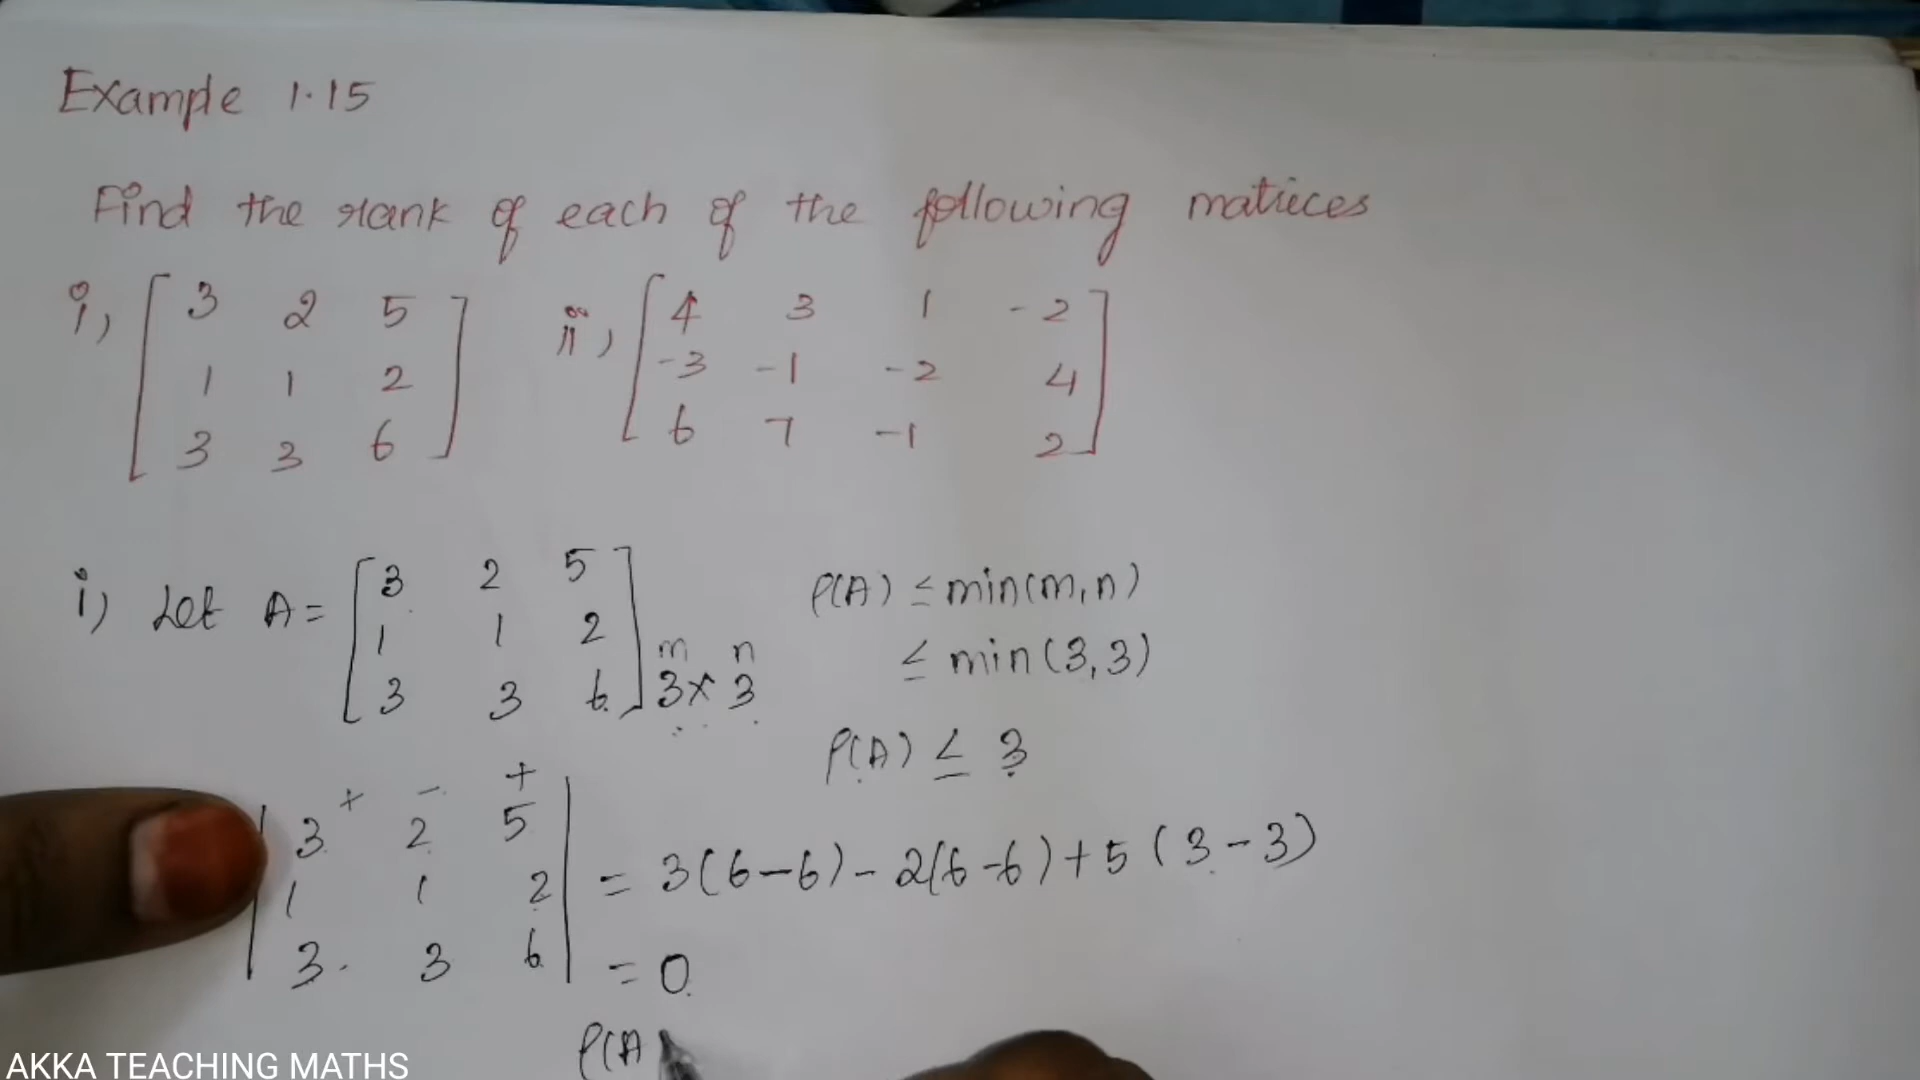 Example 1.15
Find the rank of each of the following matrices
i, [ 3 2 5 ii, [ 4 3 1 -2 ]
1 1 2 ] -3 -1 -2 4
3 3 6 6 7 -1 2
i) Let A = [ 3 2 5 ]
1 1 2
3 3 6 ] m n
3 × 3
ρ(A) ≤ min(m,n)
≤ min(3,3)
ρ(A) ≤ 3
+ - +
| 3 2 5 |
1 1 2 = 3(6-6) - 2(6-6) + 5(3-3)
3 3 6
= 0
ρ(A
AKKA TEACHING MATHS